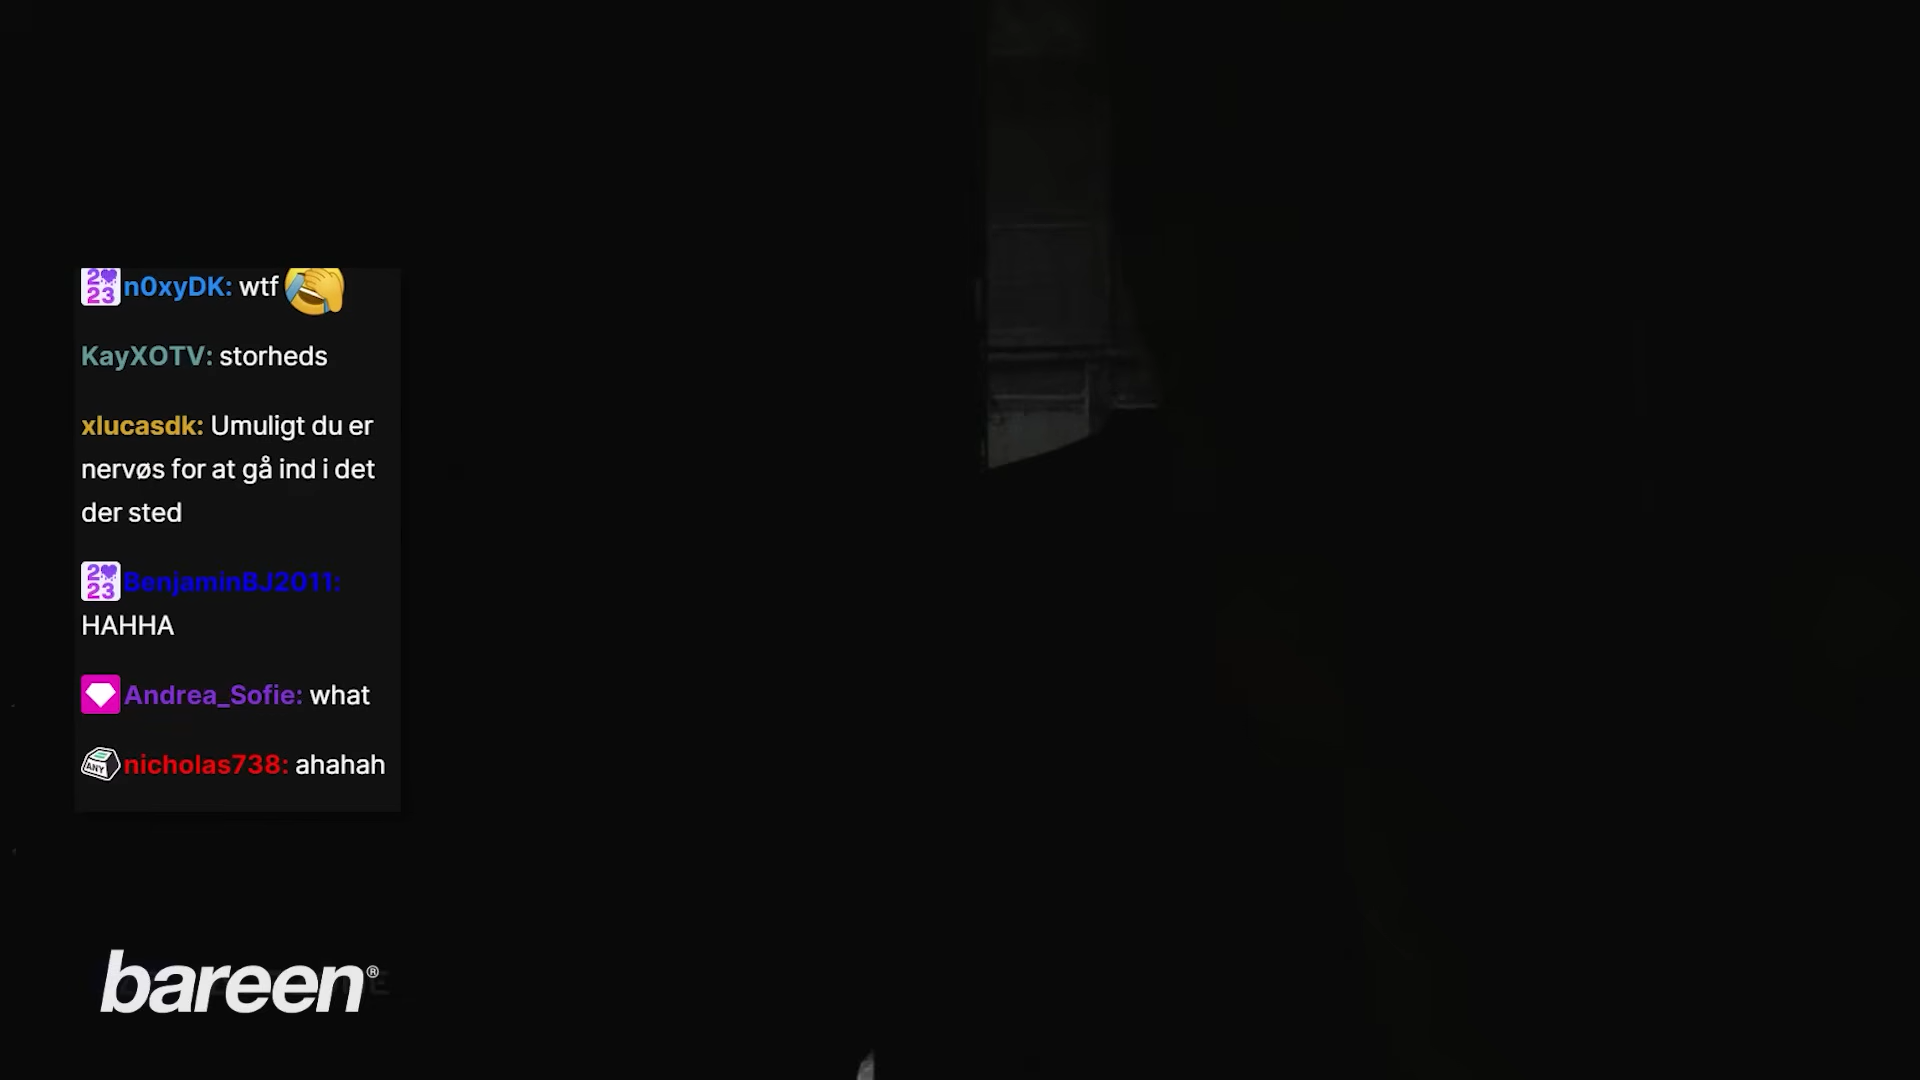 n0xyDK: wtf
KayXOTV: storheds
xlucasdk: Umuligt du er
nervøs for at gå ind i det
der sted
BenjaminBJ2011:
HAHHA
Andrea_Sofie: what
nicholas738: ahahah
bareen®